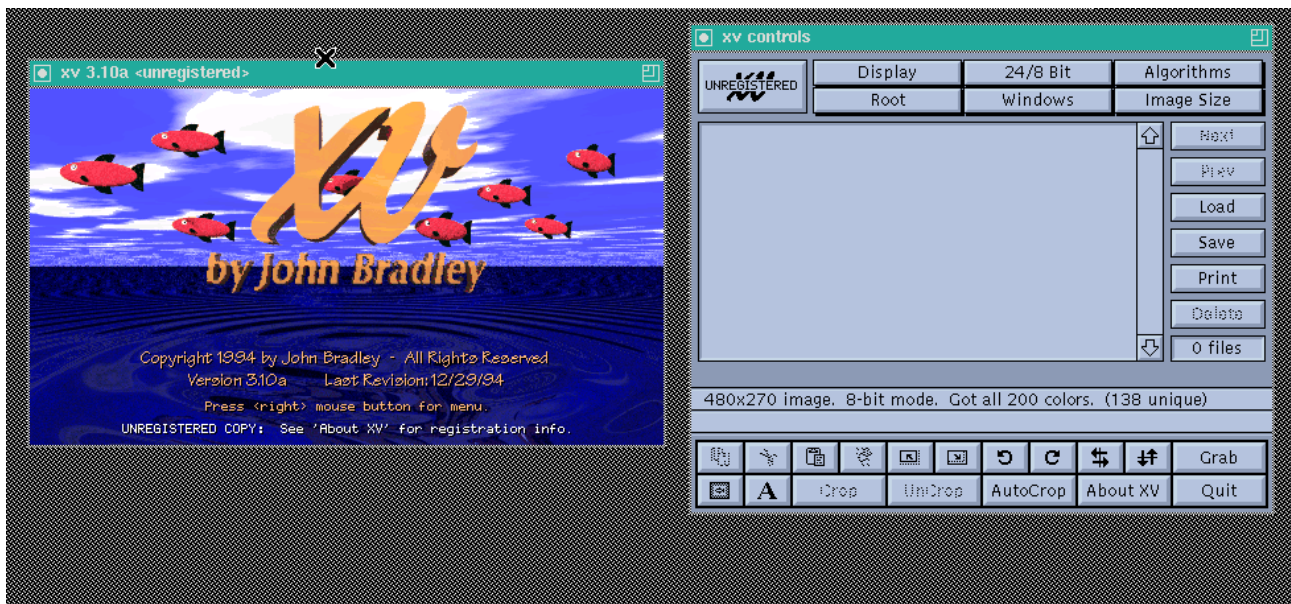 xv 3.10a <unregistered>
xv
by John Bradley
Copyright 1994 by John Bradley - All Rights Reserved
Version 3.10a Last Revision: 12/29/94
Press <right> mouse button for menu.
UNREGISTERED COPY: See 'About XV' for registration info.
xv controls
UNREGISTERED
Display 24/8 Bit Algorithms
Root Windows Image Size
Next
Prev
Load
Save
Print
Delete
0 files
480x270 image. 8-bit mode. Got all 200 colors. (138 unique)
Grab
A Crop UnCrop AutoCrop About XV Quit